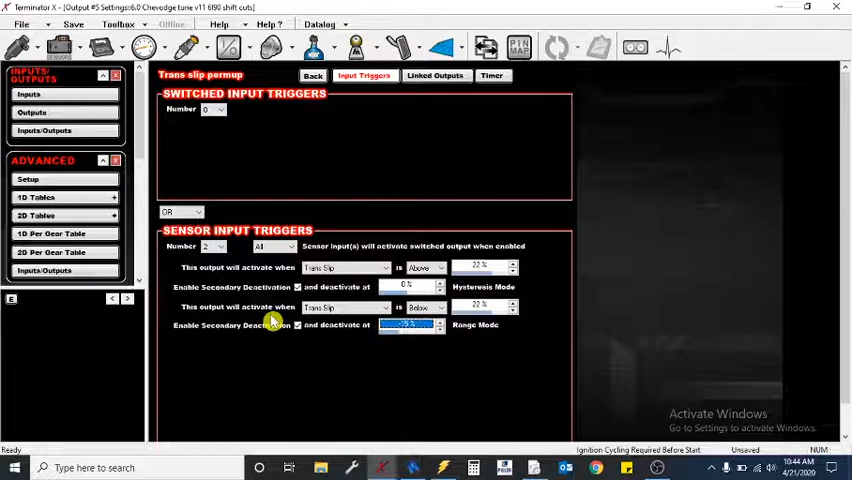 Terminator X - [Output #5 Settings:6.0 Chevodge tune v11 6l90 shift cuts]
File Save Toolbox Offline Help Help ? Datalog
SENSORS I/O PIN MAP
INPUTS/ OUTPUTS
Inputs
Outputs
Inputs/Outputs
ADVANCED
Setup
1D Tables +
2D Tables +
1D Per Gear Table
2D Per Gear Table
Inputs/Outputs
E < >
Trans slip permup Back Input Triggers Linked Outputs Timer
SWITCHED INPUT TRIGGERS
Number 0
OR
SENSOR INPUT TRIGGERS
Number 2 All Sensor Input(s) will activate switched output when enabled
This output will activate when Trans Slip is Above 22 %
Enable Secondary Deactivation and deactivate at 0 % Hysteresis Mode
This output will activate when Trans Slip is Below 22 %
Enable Secondary Deactivation and deactivate at -15 % Range Mode
Activate Windows
Go to Settings to activate Windows.
Ready Ignition Cycling Required Before Start Unsaved NUM
Type here to search
10:44 AM
4/21/2020